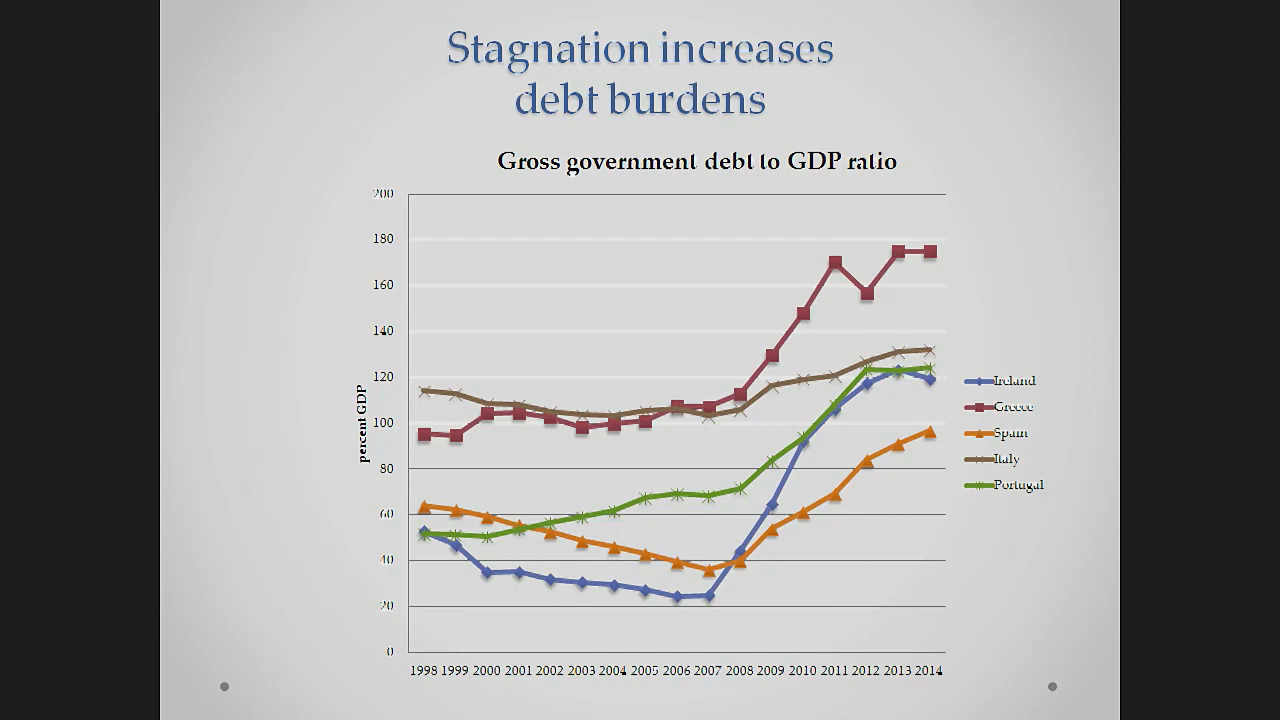 Stagnation increases
debt burdens
Gross government debt to GDP ratio
200
180
160
140
120
100
80
60
40
20
0
percent GDP
1998 1999 2000 2001 2002 2003 2004 2005 2006 2007 2008 2009 2010 2011 2012 2013 2014
Ireland
Greece
Spain
Italy
Portugal